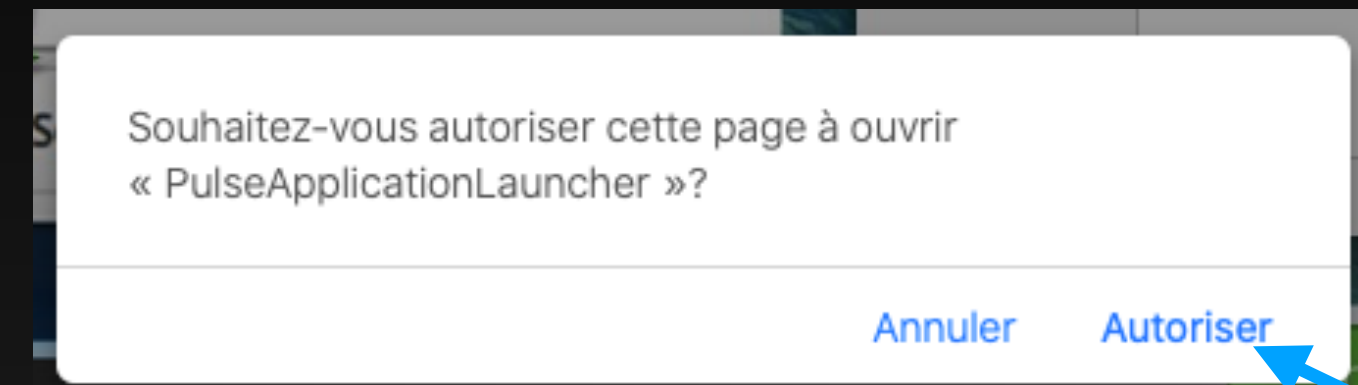 Souhaitez-vous autoriser cette page à ouvrir
« PulseApplicationLauncher »?
Annuler Autoriser